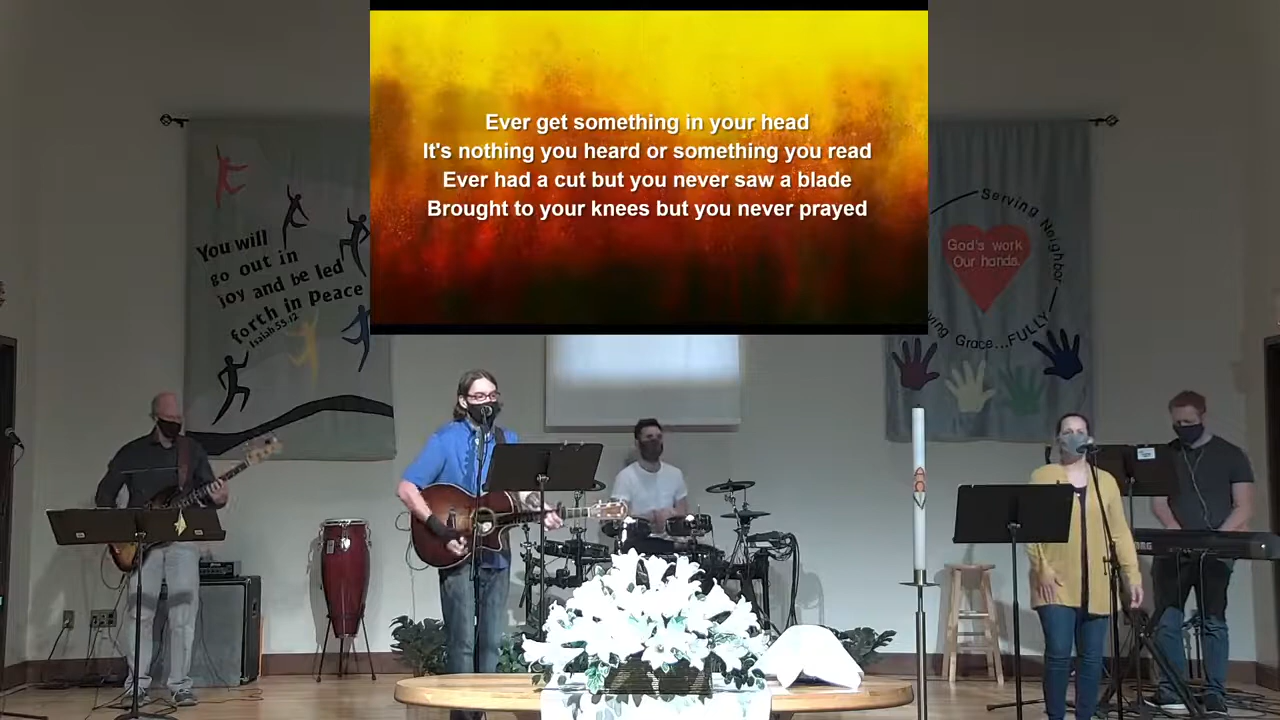 Ever get something in your head
It's nothing you heard or something you read
Ever had a cut but you never saw a blade
Brought to your knees but you never prayed
You will
go out in
joy and be led
forth in peace
Isaiah 55:12
Serving Neighbor
God's work
Our hands.
Grace...FULLY
KORG